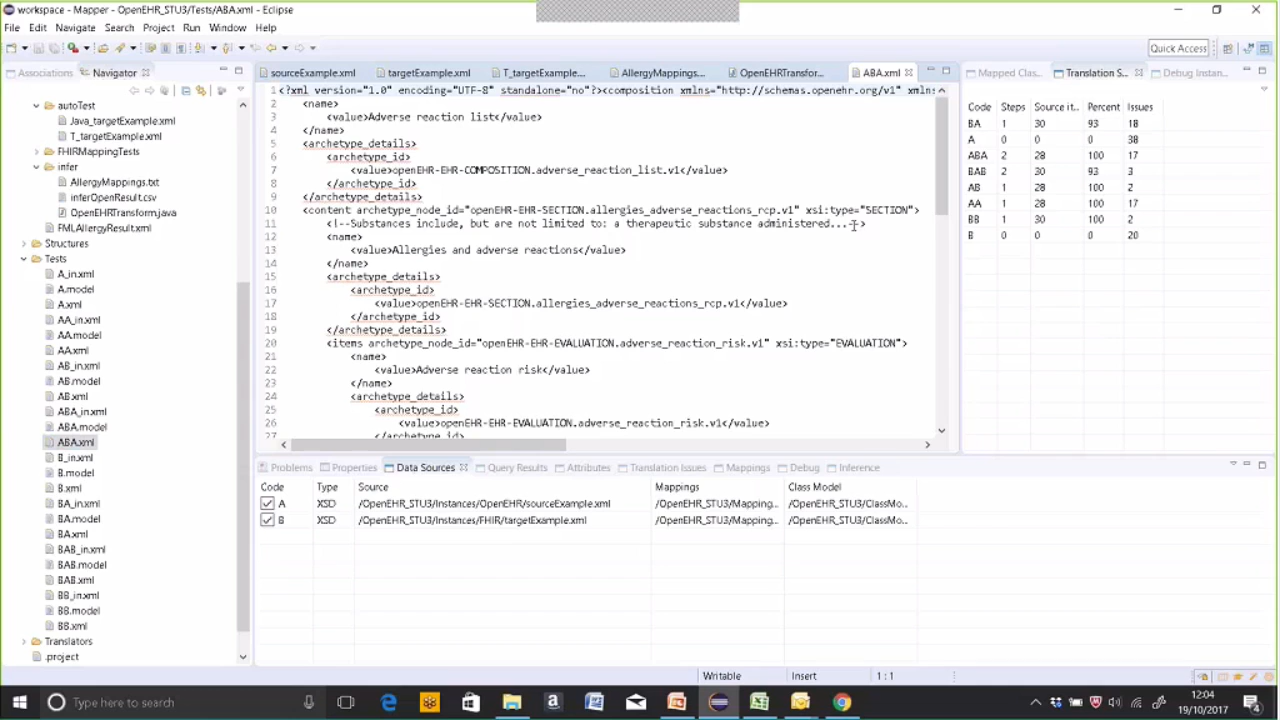 workspace - Mapper - OpenEHR_STU3/Tests/ABA.xml - Eclipse
File Edit Navigate Search Project Run Window Help
Quick Access
Associations Navigator
autoTest
Java_targetExample.xml
T_targetExample.xml
FHIRMappingTests
infer
AllergyMappings.txt
inferOpenResult.csv
OpenEHRTransform.java
FMLAllergyResult.xml
Structures
Tests
A_in.xml
A.model
A.xml
AA_in.xml
AA.model
AA.xml
AB_in.xml
AB.model
AB.xml
ABA_in.xml
ABA.model
ABA.xml
B_in.xml
B.model
B.xml
BA_in.xml
BA.model
BA.xml
BAB_in.xml
BAB.model
BAB.xml
BB_in.xml
BB.model
BB.xml
Translators
.project
sourceExample.xml targetExample.xml T_targetExample.... AllergyMappings.... OpenEHRTransfor... ABA.xml
1 <?xml version="1.0" encoding="UTF-8" standalone="no"?><composition xmlns="http://schemas.openehr.org/v1" xmlns
2 <name>
3 <value>Adverse reaction list</value>
4 </name>
5 <archetype_details>
6 <archetype_id>
7 <value>openEHR-EHR-COMPOSITION.adverse_reaction_list.v1</value>
8 </archetype_id>
9 </archetype_details>
10 <content archetype_node_id="openEHR-EHR-SECTION.allergies_adverse_reactions_rcp.v1" xsi:type="SECTION">
11 <!--Substances include, but are not limited to: a therapeutic substance administered...-->
12 <name>
13 <value>Allergies and adverse reactions</value>
14 </name>
15 <archetype_details>
16 <archetype_id>
17 <value>openEHR-EHR-SECTION.allergies_adverse_reactions_rcp.v1</value>
18 </archetype_id>
19 </archetype_details>
20 <items archetype_node_id="openEHR-EHR-EVALUATION.adverse_reaction_risk.v1" xsi:type="EVALUATION">
21 <name>
22 <value>Adverse reaction risk</value>
23 </name>
24 <archetype_details>
25 <archetype_id>
26 <value>openEHR-EHR-EVALUATION.adverse_reaction_risk.v1</value>
27 </archetype_id>
Mapped Clas... Translation S... Debug Instan...
Code Steps Source it... Percent Issues
BA 1 30 93 18
A 0 0 0 38
ABA 2 28 100 17
BAB 2 30 93 3
AB 1 28 100 2
AA 1 28 100 17
BB 1 30 100 2
B 0 0 0 20
Problems Properties Data Sources Query Results Attributes Translation Issues Mappings Debug Inference
Code Type Source Mappings Class Model
A XSD /OpenEHR_STU3/Instances/OpenEHR/sourceExample.xml /OpenEHR_STU3/Mapping... /OpenEHR_STU3/ClassMo...
B XSD /OpenEHR_STU3/Instances/FHIR/targetExample.xml /OpenEHR_STU3/Mapping... /OpenEHR_STU3/ClassMo...
Writable Insert 1 : 1
Type here to search
12:04
19/10/2017